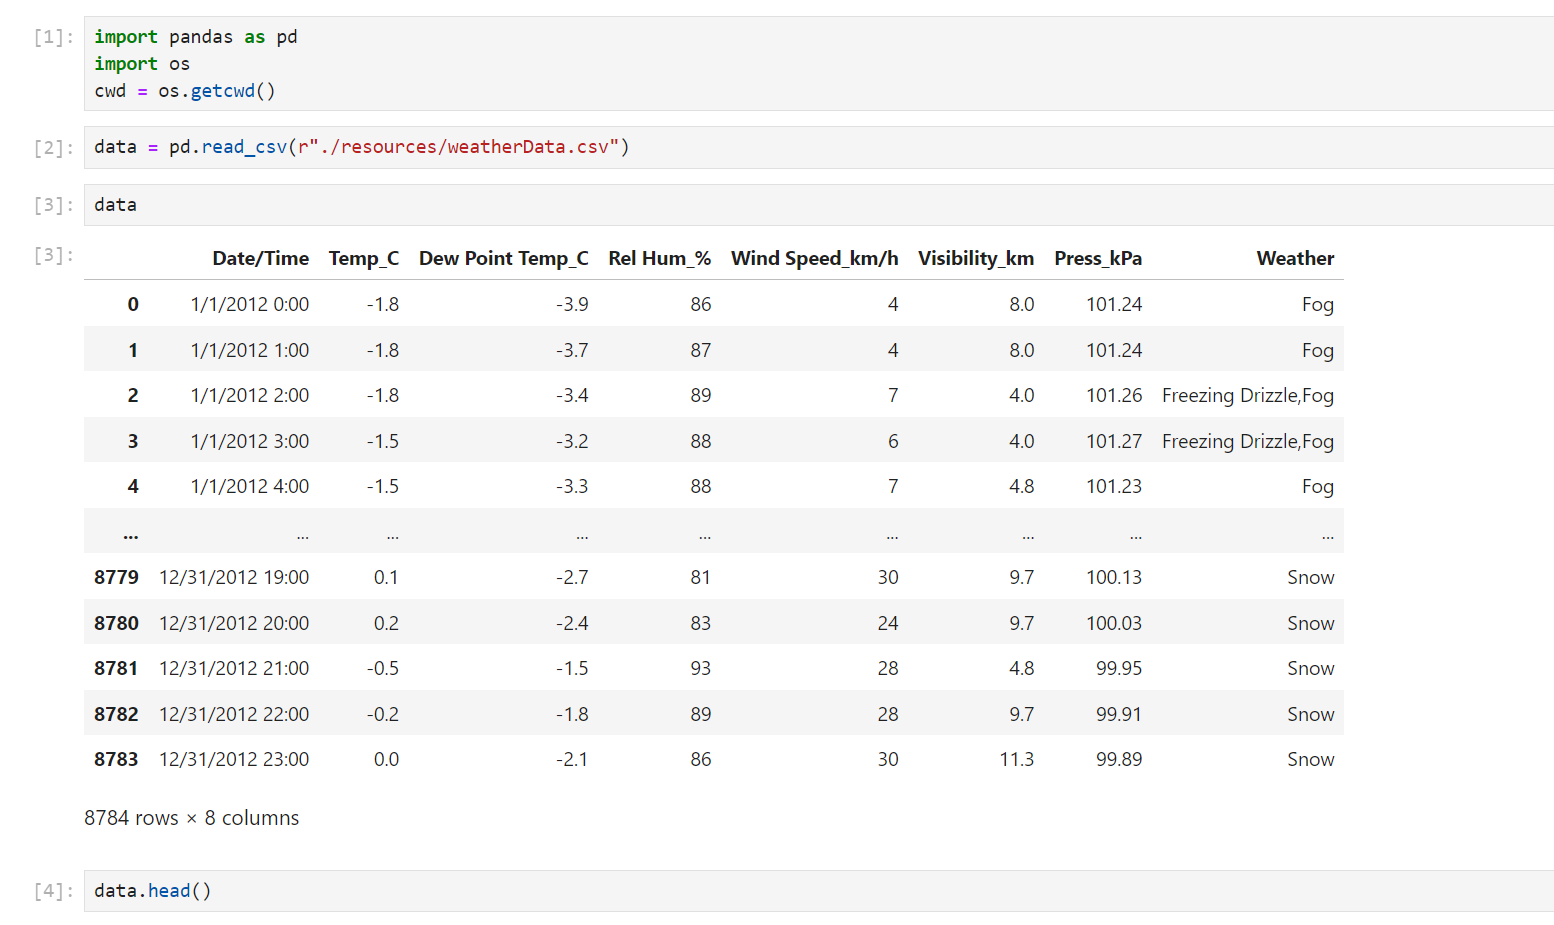 [1]: import pandas as pd
import os
cwd = os.getcwd()
[2]: data = pd.read_csv(r"./resources/weatherData.csv")
[3]: data
[3]: Date/Time Temp_C Dew Point Temp_C Rel Hum_% Wind Speed_km/h Visibility_km Press_kPa Weather
0 1/1/2012 0:00 -1.8 -3.9 86 4 8.0 101.24 Fog
1 1/1/2012 1:00 -1.8 -3.7 87 4 8.0 101.24 Fog
2 1/1/2012 2:00 -1.8 -3.4 89 7 4.0 101.26 Freezing Drizzle,Fog
3 1/1/2012 3:00 -1.5 -3.2 88 6 4.0 101.27 Freezing Drizzle,Fog
4 1/1/2012 4:00 -1.5 -3.3 88 7 4.8 101.23 Fog
... ... ... ... ... ... ... ... ...
8779 12/31/2012 19:00 0.1 -2.7 81 30 9.7 100.13 Snow
8780 12/31/2012 20:00 0.2 -2.4 83 24 9.7 100.03 Snow
8781 12/31/2012 21:00 -0.5 -1.5 93 28 4.8 99.95 Snow
8782 12/31/2012 22:00 -0.2 -1.8 89 28 9.7 99.91 Snow
8783 12/31/2012 23:00 0.0 -2.1 86 30 11.3 99.89 Snow
8784 rows × 8 columns
[4]: data.head()